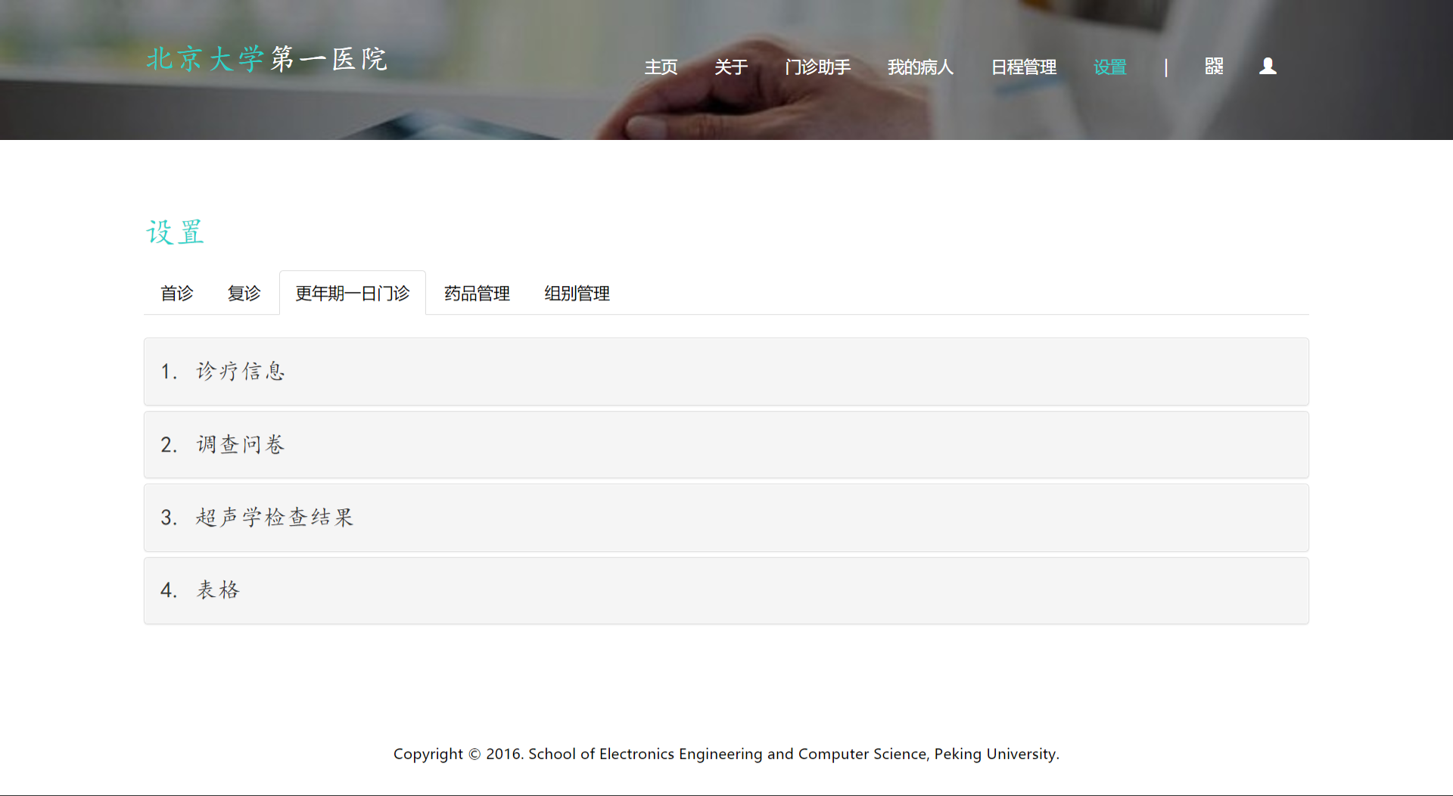 北京大学第一医院
主页 关于 门诊助手 我的病人 日程管理 设置 |
设置
首诊 复诊 更年期一日门诊 药品管理 组别管理
1. 诊疗信息
2. 调查问卷
3. 超声学检查结果
4. 表格
Copyright © 2016. School of Electronics Engineering and Computer Science, Peking University.